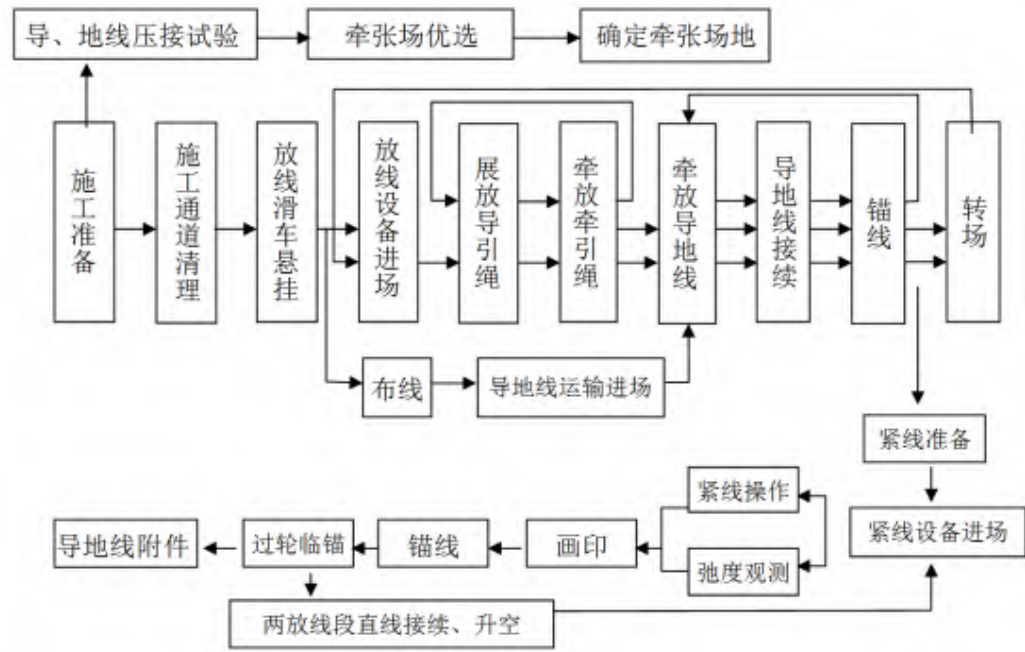 导、地线压接试验
牵张场优选
确定牵张场地
施工准备
施工通道清理
放线滑车悬挂
放线设备进场
展放导引绳
牵放牵引绳
牵放导地线
导地线接续
锚线
转场
布线
导地线运输进场
紧线准备
紧线设备进场
紧线操作
弛度观测
画印
锚线
过轮临锚
导地线附件
两放线段直线接续、升空